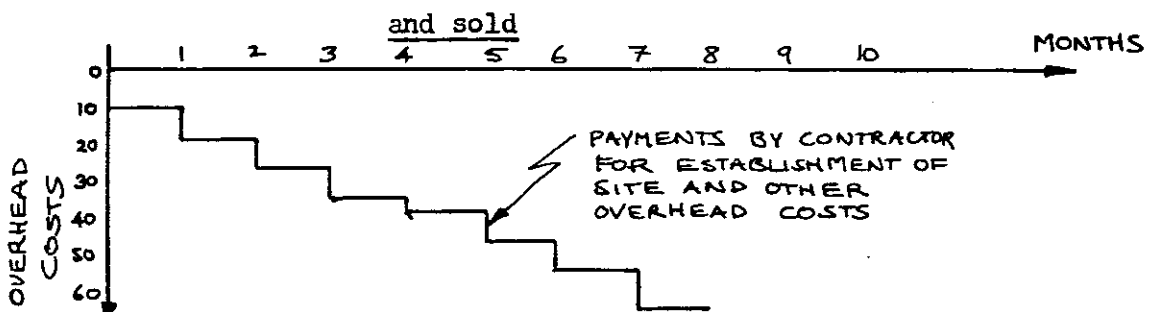 and sold
1 2 3 4 5 6 7 8 9 10 MONTHS
0
10
20
30
40
50
60
OVERHEAD
COSTS
PAYMENTS BY CONTRACTOR
FOR ESTABLISHMENT OF
SITE AND OTHER
OVERHEAD COSTS